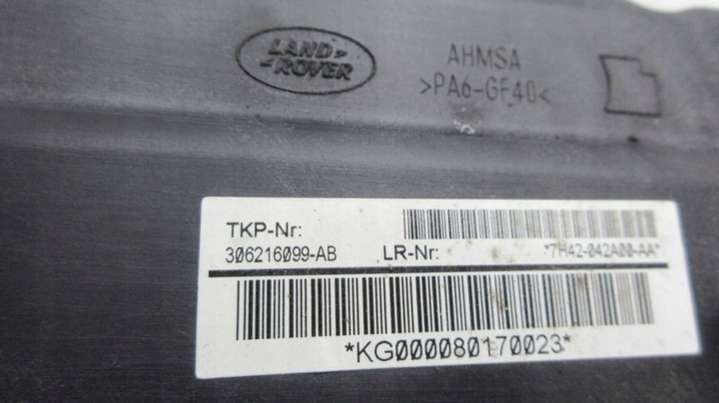 LAND
ROVER
AHMSA
>PA6-GF40<
TKP-Nr:
306216099-AB
LR-Nr:
*7H42-042A00-AA*
*KG000080170023*